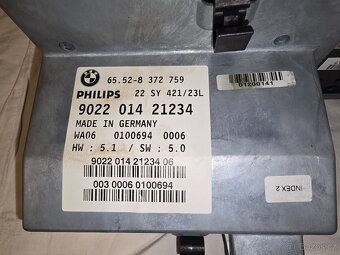 65.52-8 372 759
PHILIPS 22 SY 421/23L
9022 014 21234
MADE IN GERMANY
WA06 0100694 0006
HW : 5.1 / SW : 5.0
9022 014 21234 06
003 0006 0100694
01200141
INDEX 2